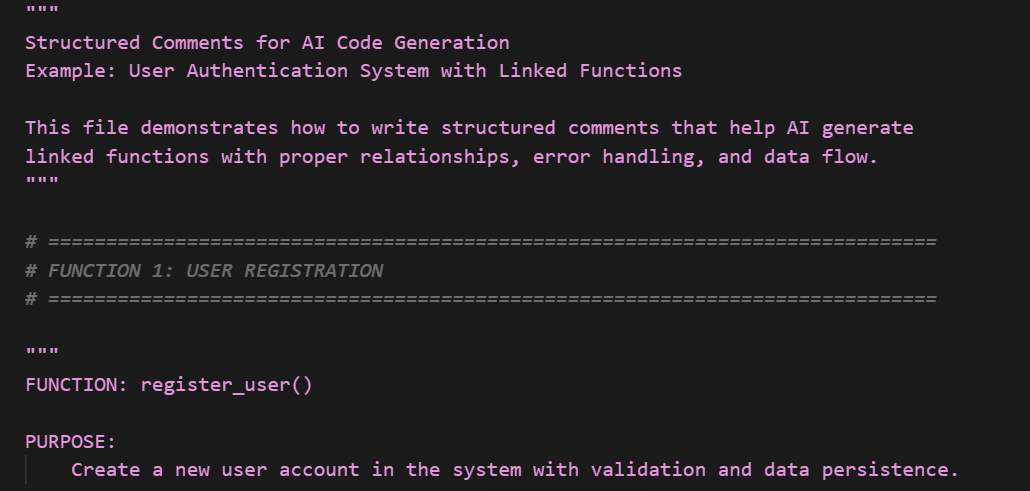 """
Structured Comments for AI Code Generation
Example: User Authentication System with Linked Functions
This file demonstrates how to write structured comments that help AI generate
linked functions with proper relationships, error handling, and data flow.
"""
# =============================================================================
# FUNCTION 1: USER REGISTRATION
# =============================================================================
"""
FUNCTION: register_user()
PURPOSE:
    Create a new user account in the system with validation and data persistence.